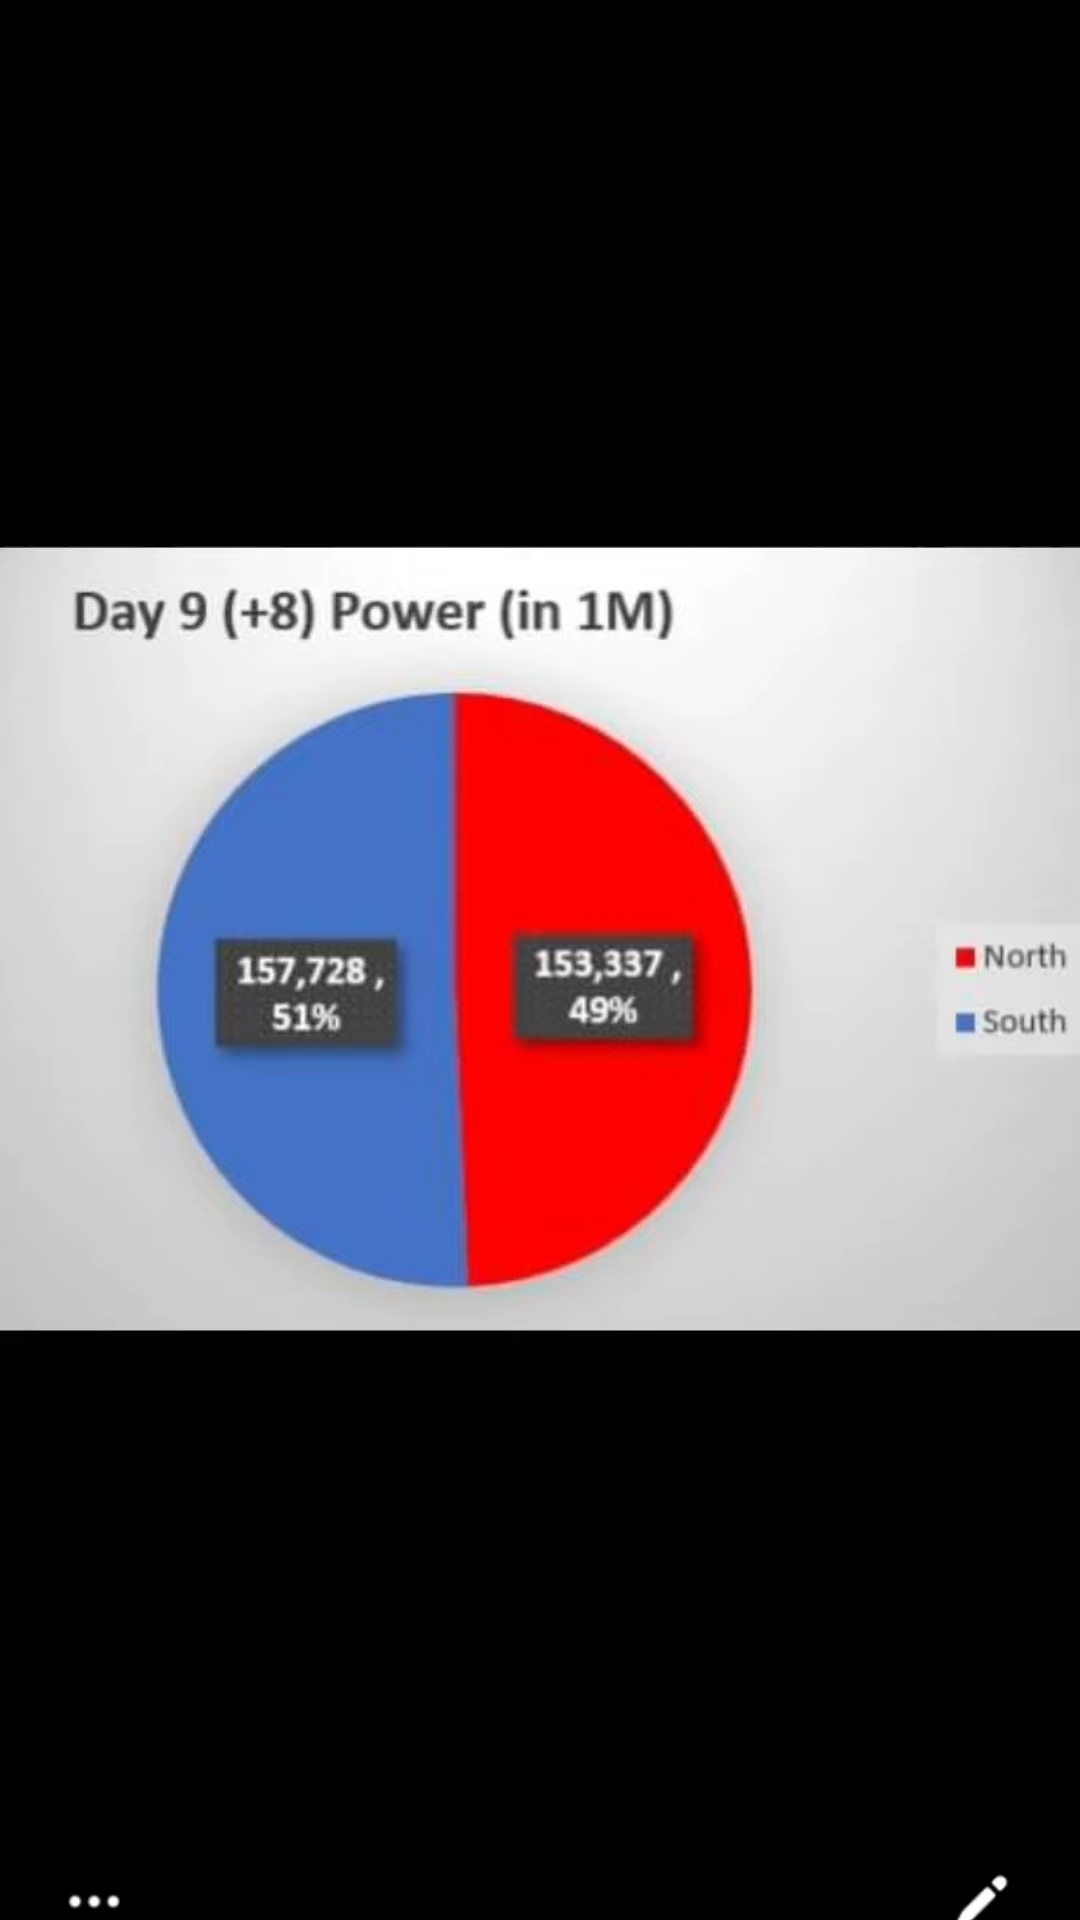 Day 9 (+8) Power (in 1M)
157,728 ,
51%
153,337 ,
49%
North
South